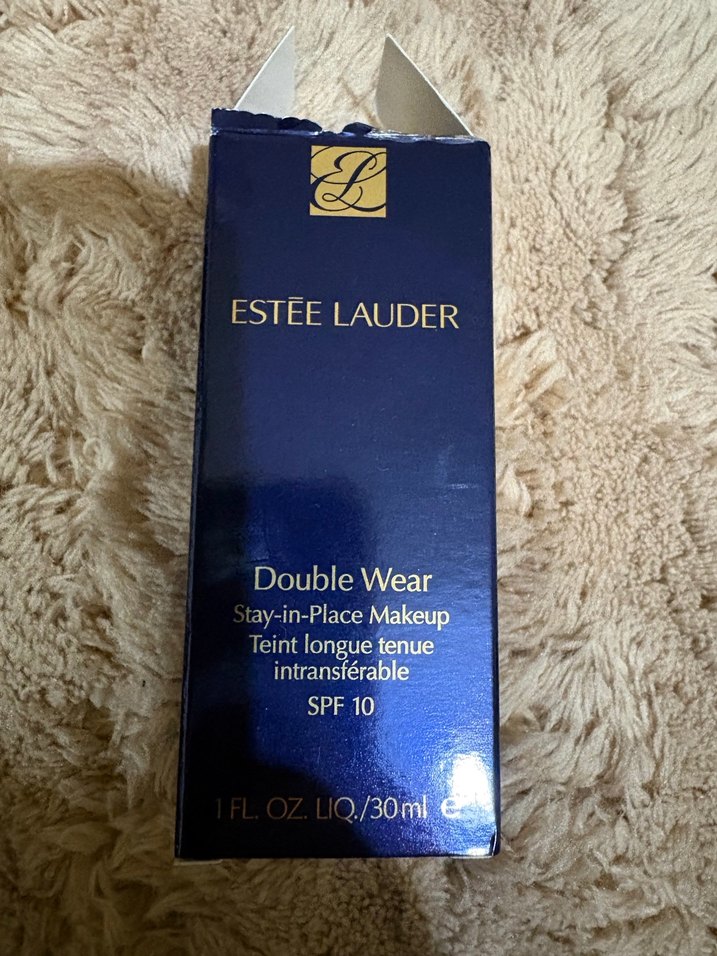 EL
ESTĒE LAUDER
Double Wear
Stay-in-Place Makeup
Teint longue tenue
intransférable
SPF 10
1 FL. OZ. LIQ./30ml ℮